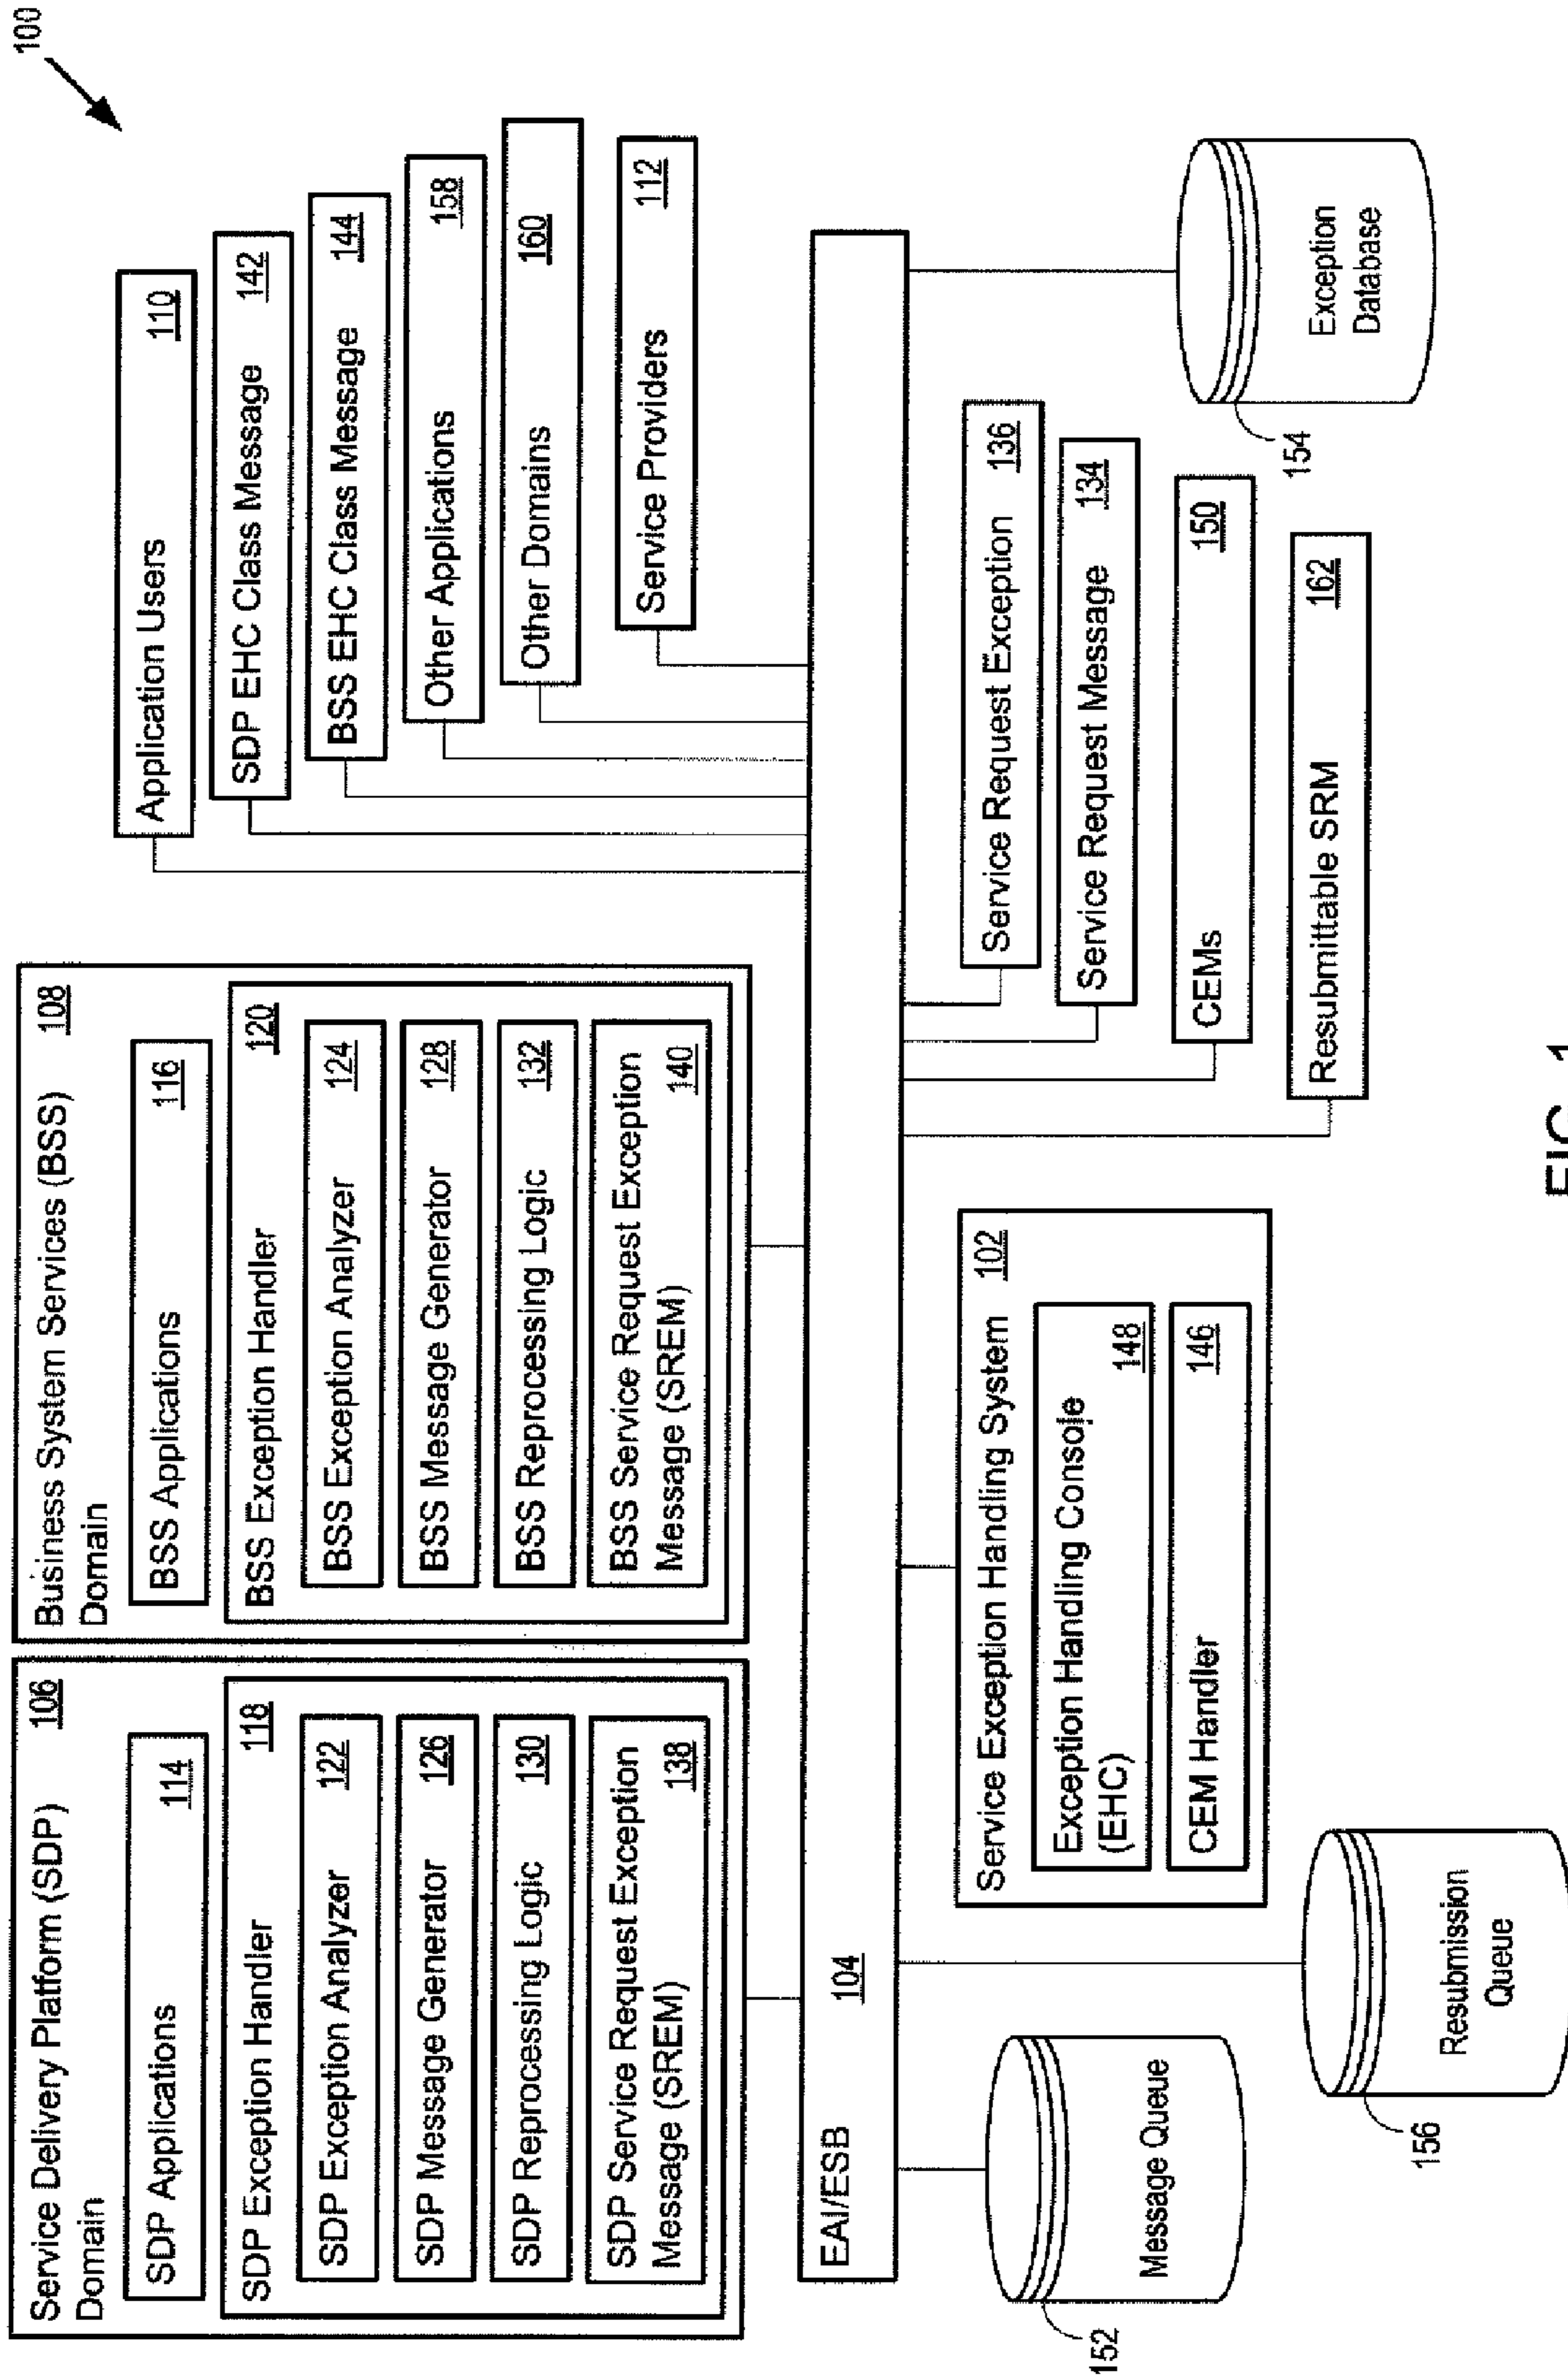 100
Service Delivery Platform (SDP)
Domain
106
SDP Applications
114
SDP Exception Handler
118
SDP Exception Analyzer
122
SDP Message Generator
126
SDP Reprocessing Logic
130
SDP Service Request Exception
Message (SREM)
138
Business System Services (BSS)
Domain
108
BSS Applications
116
BSS Exception Handler
120
BSS Exception Analyzer
124
BSS Message Generator
128
BSS Reprocessing Logic
132
BSS Service Request Exception
Message (SREM)
140
Application Users
110
SDP EHC Class Message
142
BSS EHC Class Message
144
Other Applications
158
Other Domains
160
Service Providers
112
EAI/ESB
104
Message Queue
152
Resubmission
Queue
156
Service Exception Handling System
102
Exception Handling Console
(EHC)
148
CEM Handler
146
Service Request Exception
136
Service Request Message
134
CEMs
150
Resubmittable SRM
162
Exception
Database
154
FIG. 1